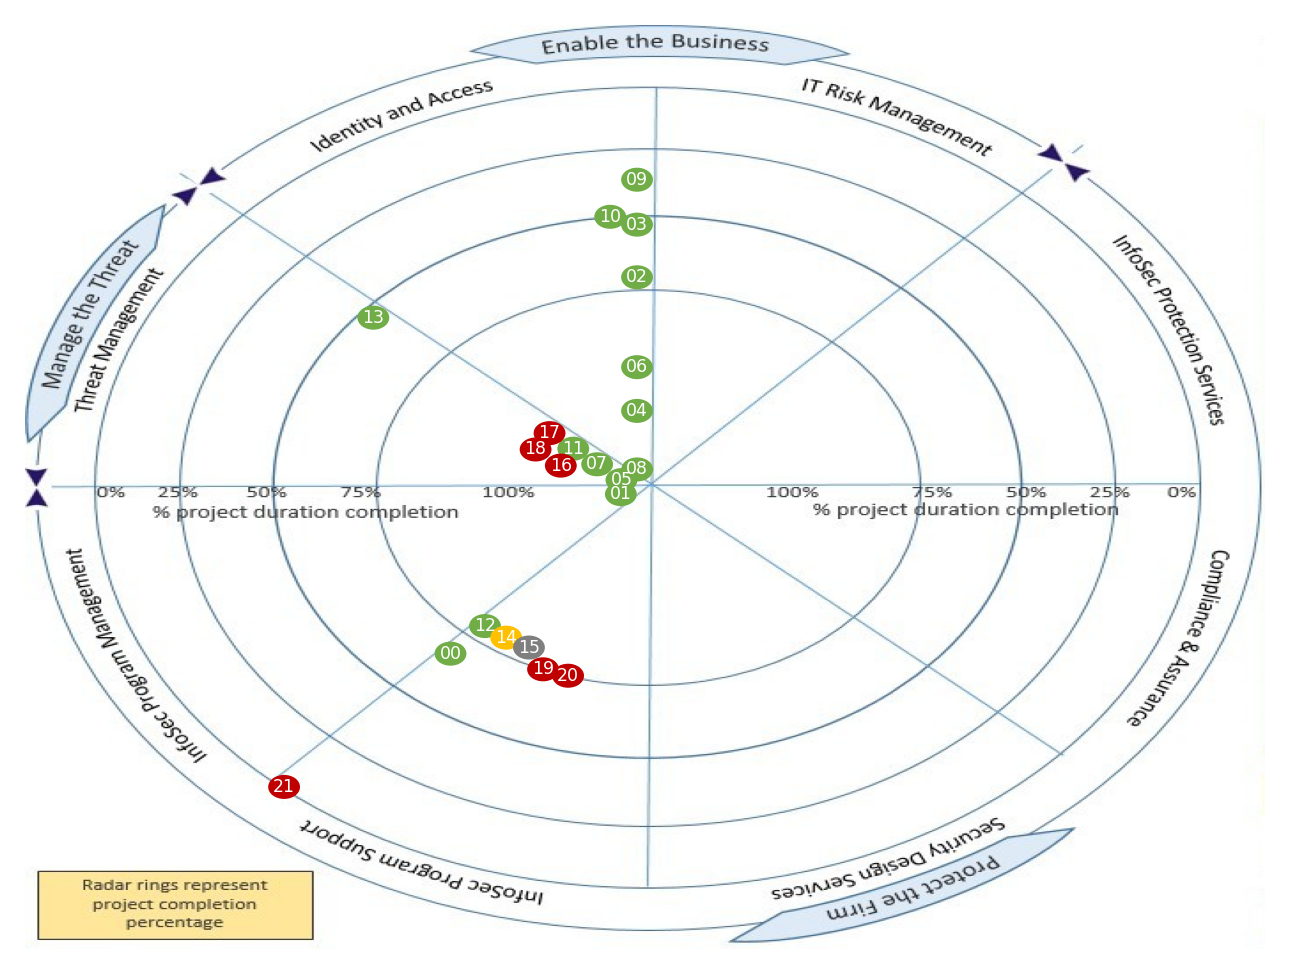 Enable the Business
Identity and Access
IT Risk Management
Manage the Threat
Threat Management
InfoSec Protection Services
09
10
03
02
13
06
04
17
18
11
16
07
08
05
01
0% 25% 50% 75% 100% 100% 75% 50% 25% 0%
% project duration completion
% project duration completion
InfoSec Program Management
Compliance & Assurance
12
14
15
00
19
20
21
InfoSec Program Support
Security Design Services
Protect the Firm
Radar rings represent
project completion
percentage